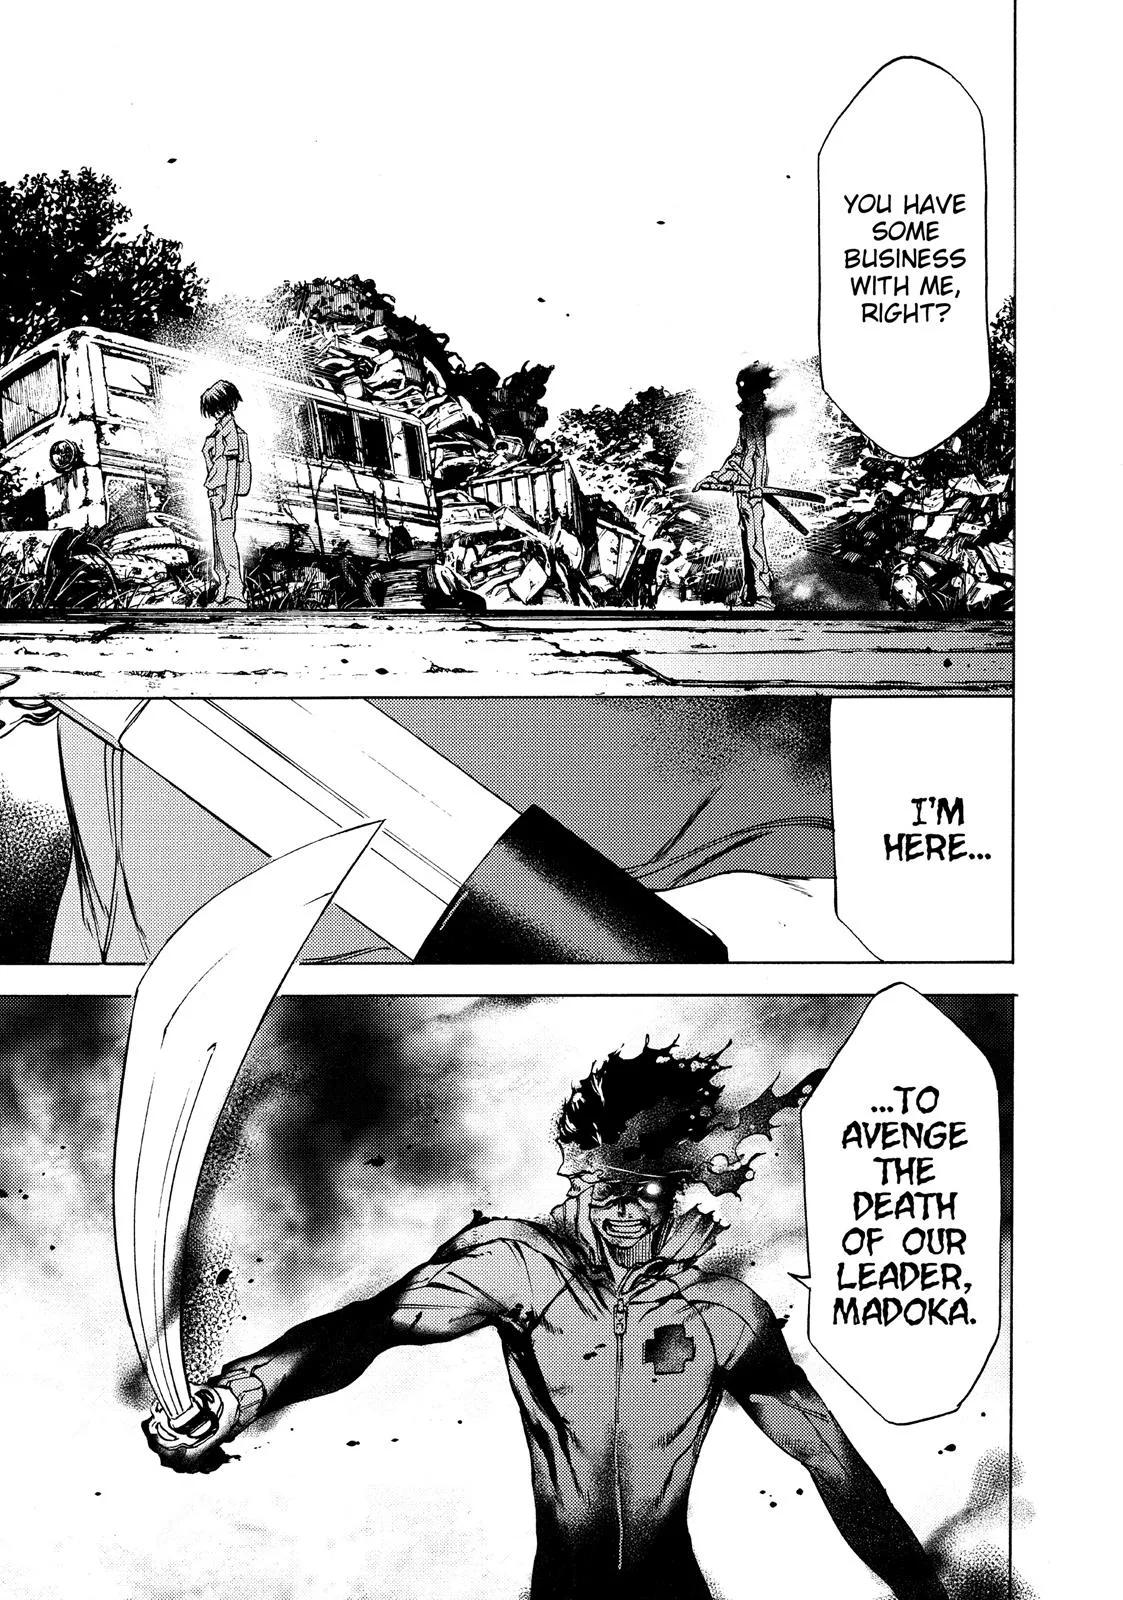 YOU HAVE
SOME
BUSINESS
WITH ME,
RIGHT?
I'M
HERE...
...TO
AVENGE
THE
DEATH
OF OUR
LEADER,
MADOKA.